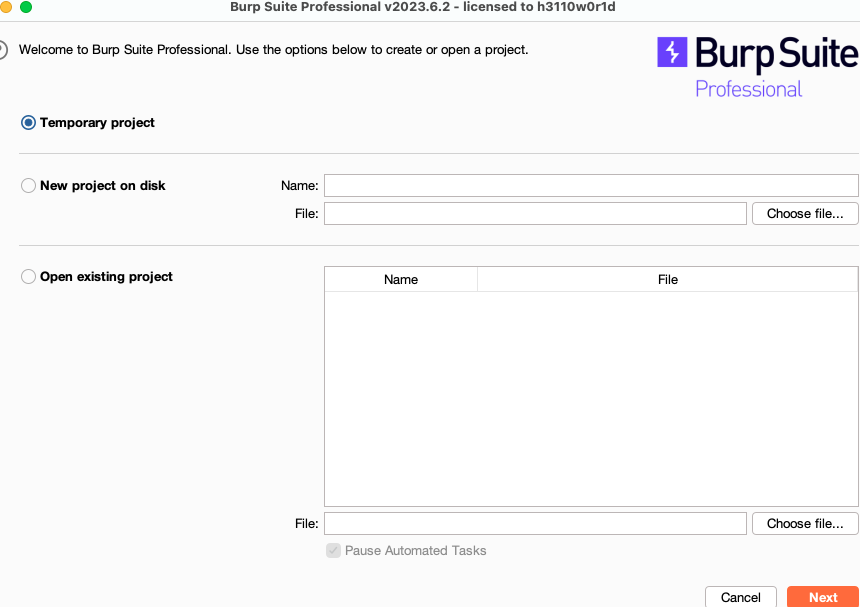 Burp Suite Professional v2023.6.2 - licensed to h3110w0r1d
Welcome to Burp Suite Professional. Use the options below to create or open a project.
Burp Suite
Professional
Temporary project
New project on disk
Name:
File:
Choose file...
Open existing project
Name File
File:
Choose file...
Pause Automated Tasks
Cancel Next